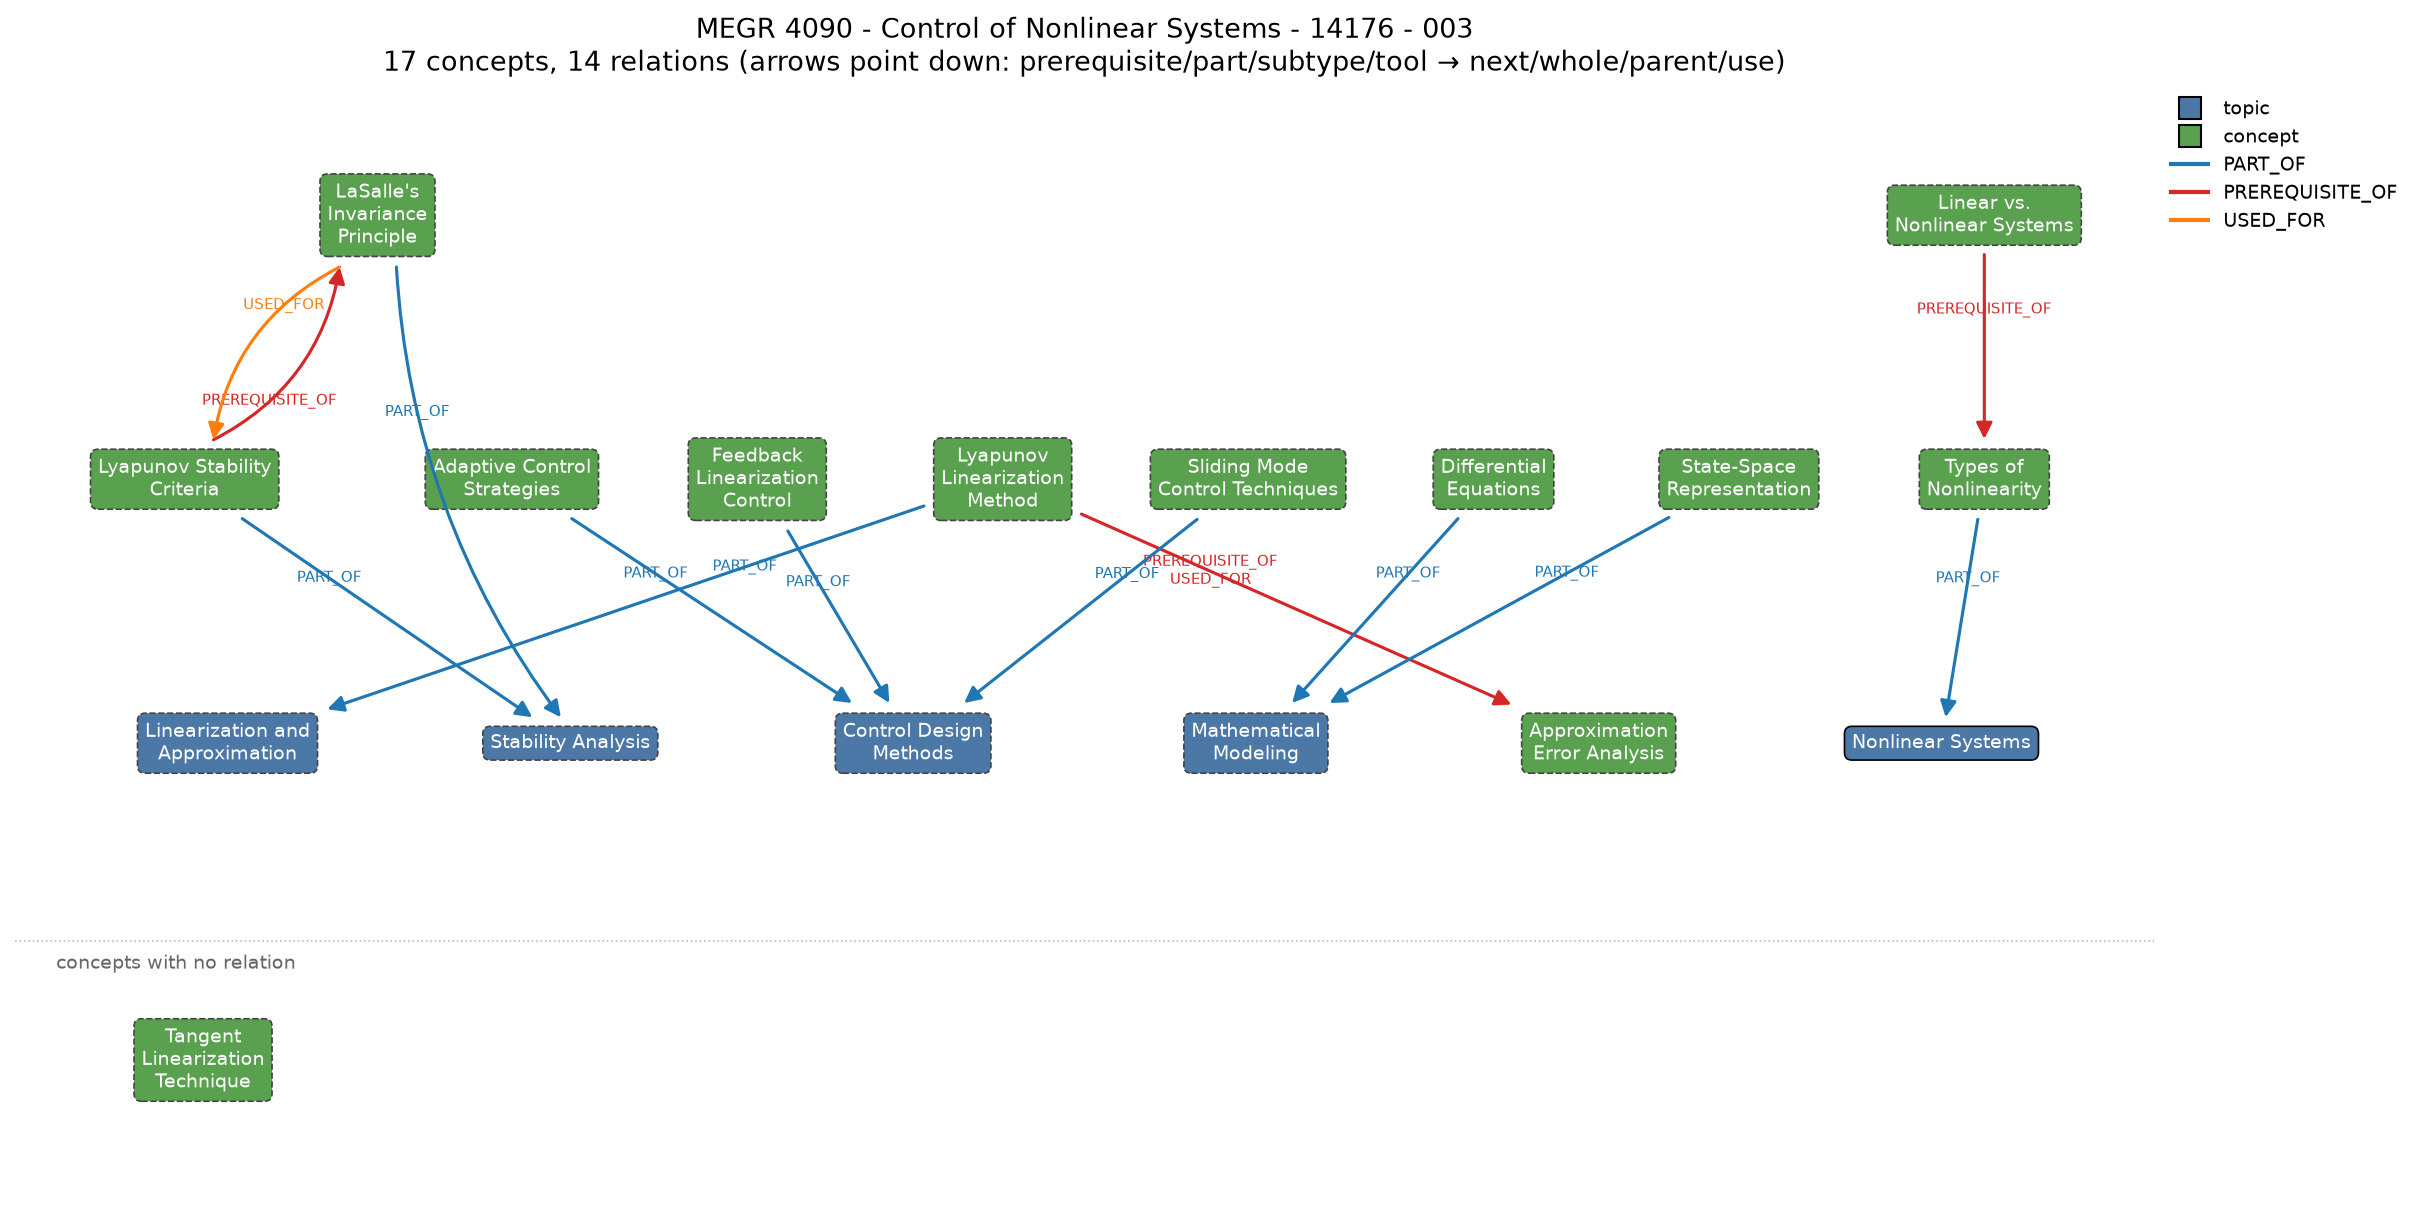 MEGR 4090 - Control of Nonlinear Systems - 14176 - 003
17 concepts, 14 relations (arrows point down: prerequisite/part/subtype/tool → next/whole/parent/use)
topic
concept
PART_OF
PREREQUISITE_OF
USED_FOR
LaSalle's
Invariance
Principle
Linear vs.
Nonlinear Systems
USED_FOR
PREREQUISITE_OF
PREREQUISITE_OF
PART_OF
Lyapunov Stability
Criteria
Adaptive Control
Strategies
Feedback
Linearization
Control
Lyapunov
Linearization
Method
Sliding Mode
Control Techniques
Differential
Equations
State-Space
Representation
Types of
Nonlinearity
PART_OF
PART_OF
PART_OF
PART_OF
PART_OF
PREREQUISITE_OF
USED_FOR
PART_OF
PART_OF
PART_OF
Linearization and
Approximation
Stability Analysis
Control Design
Methods
Mathematical
Modeling
Approximation
Error Analysis
Nonlinear Systems
concepts with no relation
Tangent
Linearization
Technique